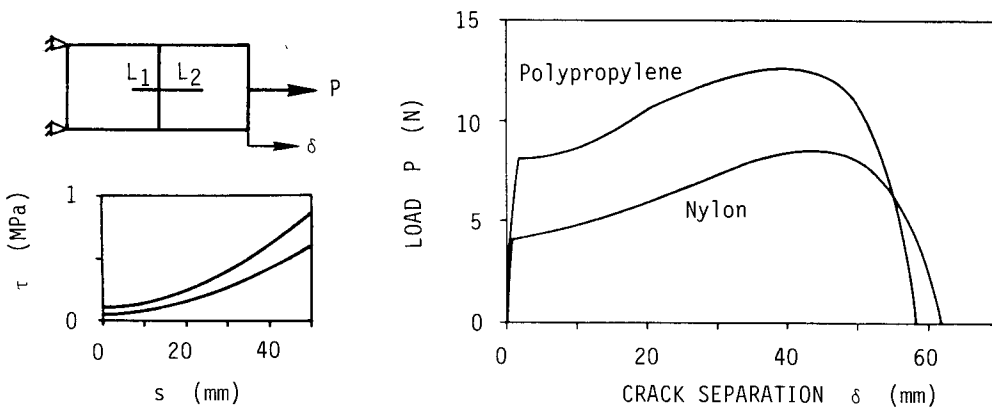 L1 L2
P
δ
1
τ (MPa)
0
0 20 40
s (mm)
15
Polypropylene
10
LOAD P (N)
Nylon
5
0
0 20 40 60
CRACK SEPARATION δ (mm)